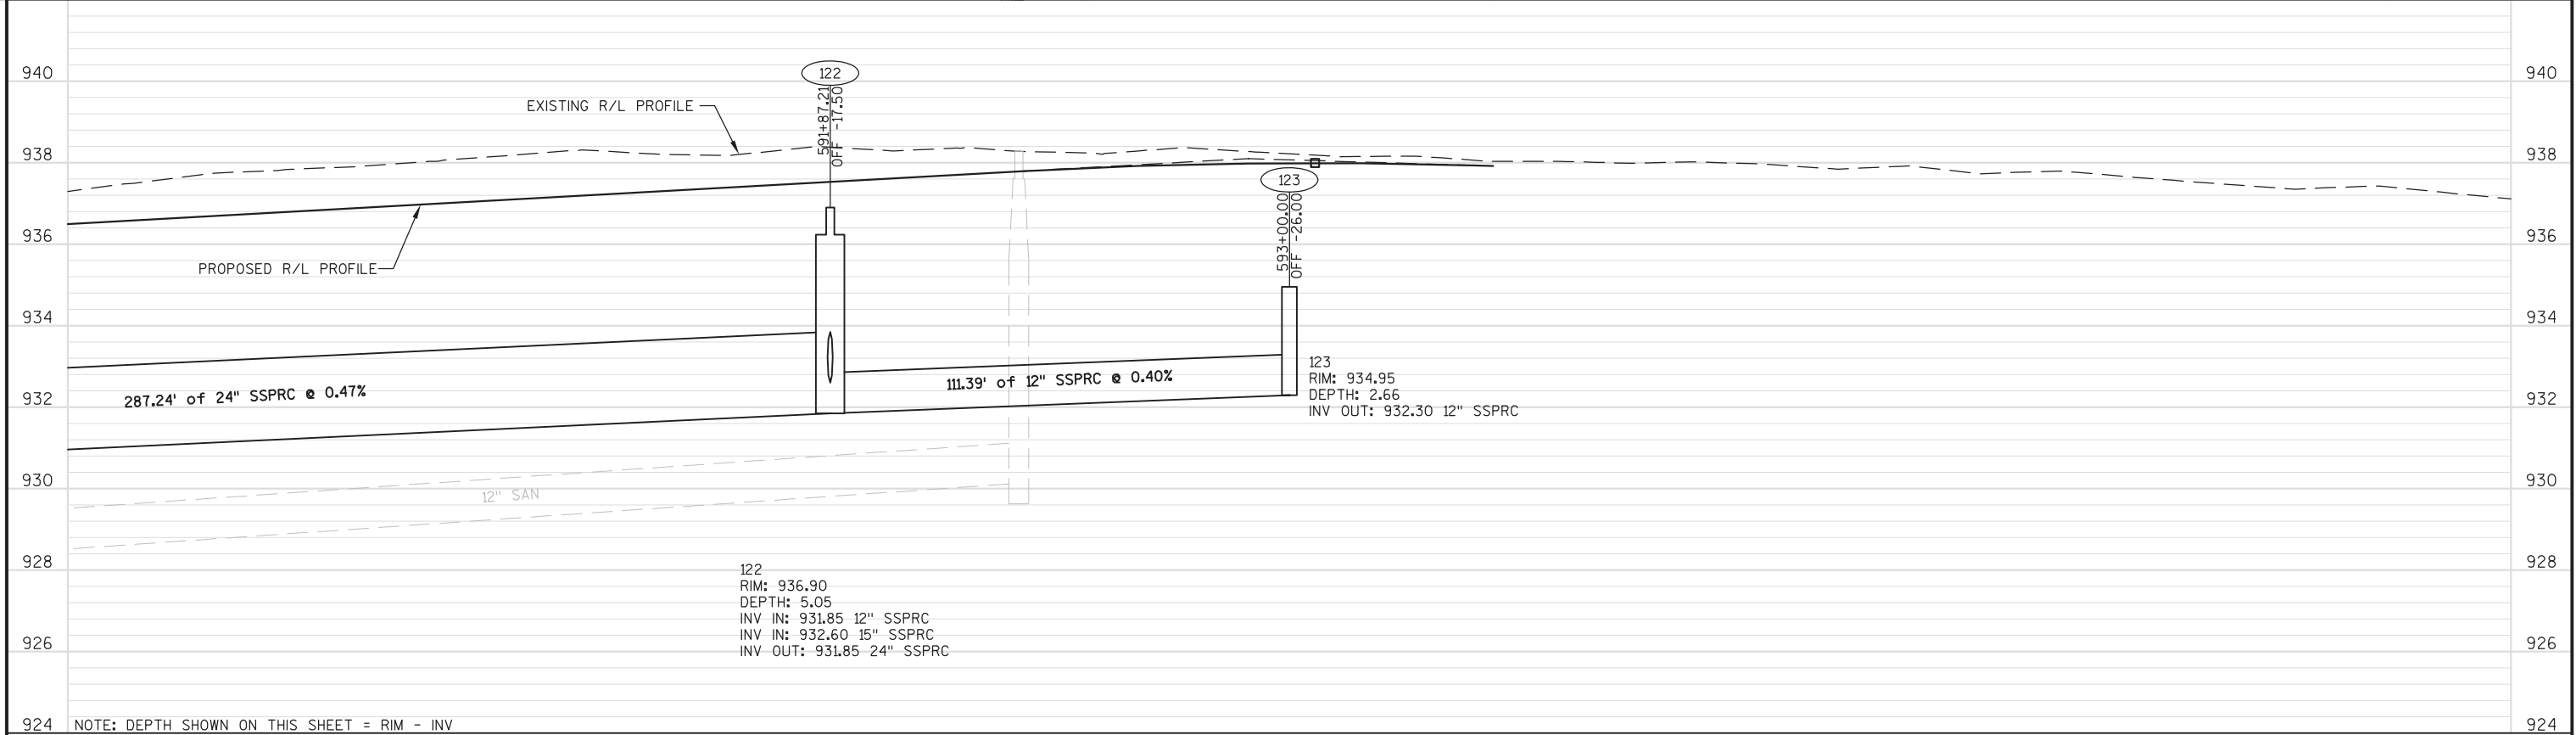 940
940
122
591+87.21
OFF -17.50
EXISTING R/L PROFILE
938
938
123
593+00.00
OFF -26.00
936
936
PROPOSED R/L PROFILE
934
934
123
RIM: 934.95
DEPTH: 2.66
INV OUT: 932.30 12" SSPRC
111.39' of 12" SSPRC @ 0.40%
287.24' of 24" SSPRC @ 0.47%
932
932
930
930
12" SAN
928
928
122
RIM: 936.90
DEPTH: 5.05
INV IN: 931.85 12" SSPRC
INV IN: 932.60 15" SSPRC
INV OUT: 931.85 24" SSPRC
926
926
924
NOTE: DEPTH SHOWN ON THIS SHEET = RIM - INV
924